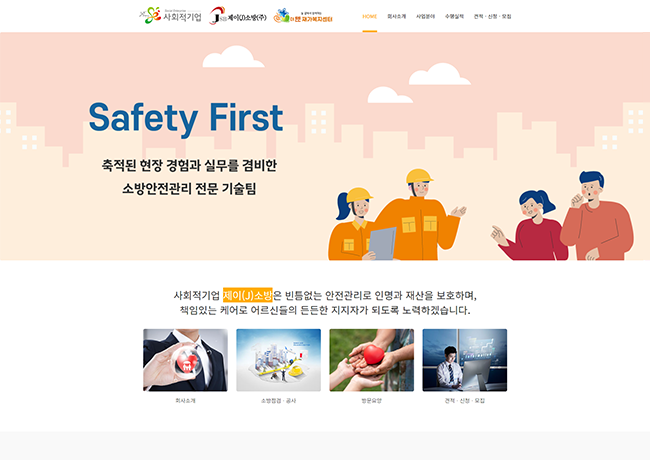 사회적기업
제이(J)소방(주)
재가복지센터
HOME 회사소개 사업분야 수행실적 견적 · 신청 · 모집
Safety First
축적된 현장 경험과 실무를 겸비한
소방안전관리 전문 기술팀
사회적기업 제이(J)소방은 빈틈없는 안전관리로 인명과 재산을 보호하며,
책임있는 케어로 어르신들의 든든한 지지자가 되도록 노력하겠습니다.
회사소개
소방점검 · 공사
방문요양
견적 · 신청 · 모집